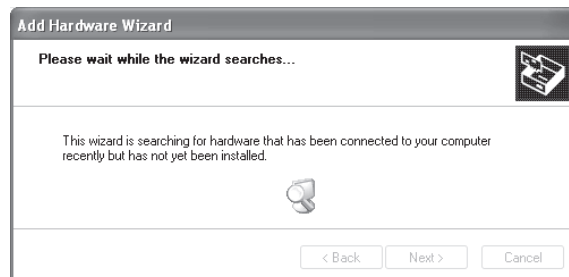 Add Hardware Wizard
Please wait while the wizard searches...
This wizard is searching for hardware that has been connected to your computer
recently but has not yet been installed.
< Back Next > Cancel